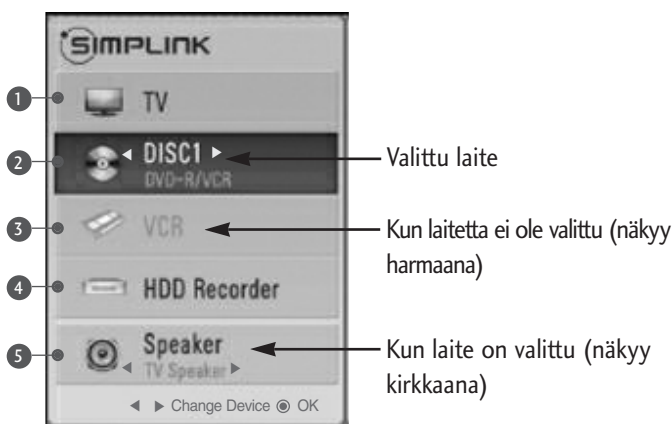 SIMPLINK
1 TV
2 ◄ DISC1 ► Valittu laite
DVD-R/VCR
3 VCR Kun laitetta ei ole valittu (näkyy
harmaana)
4 HDD Recorder
5 Speaker Kun laite on valittu (näkyy
◄ TV Speaker ► kirkkaana)
◄ ► Change Device ◉ OK